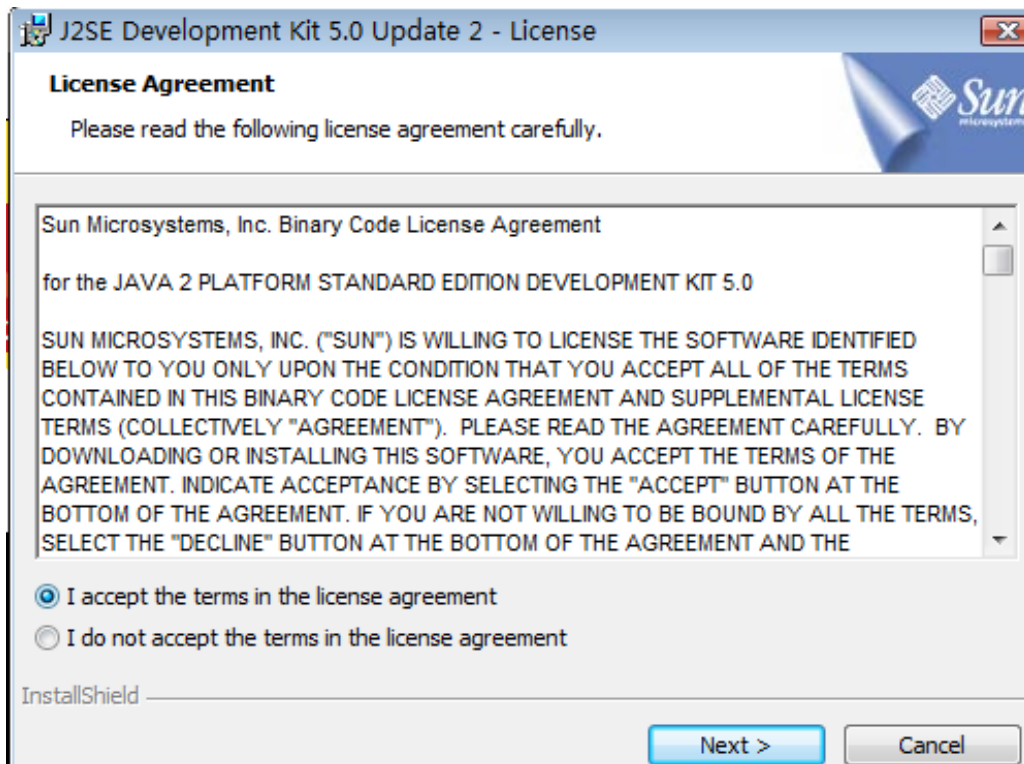 J2SE Development Kit 5.0 Update 2 - License
License Agreement
Please read the following license agreement carefully.
Sun
microsystems
Sun Microsystems, Inc. Binary Code License Agreement
for the JAVA 2 PLATFORM STANDARD EDITION DEVELOPMENT KIT 5.0
SUN MICROSYSTEMS, INC. ("SUN") IS WILLING TO LICENSE THE SOFTWARE IDENTIFIED
BELOW TO YOU ONLY UPON THE CONDITION THAT YOU ACCEPT ALL OF THE TERMS
CONTAINED IN THIS BINARY CODE LICENSE AGREEMENT AND SUPPLEMENTAL LICENSE
TERMS (COLLECTIVELY "AGREEMENT").  PLEASE READ THE AGREEMENT CAREFULLY.  BY
DOWNLOADING OR INSTALLING THIS SOFTWARE, YOU ACCEPT THE TERMS OF THE
AGREEMENT. INDICATE ACCEPTANCE BY SELECTING THE "ACCEPT" BUTTON AT THE
BOTTOM OF THE AGREEMENT. IF YOU ARE NOT WILLING TO BE BOUND BY ALL THE TERMS,
SELECT THE "DECLINE" BUTTON AT THE BOTTOM OF THE AGREEMENT AND THE
I accept the terms in the license agreement
I do not accept the terms in the license agreement
InstallShield
Next >
Cancel